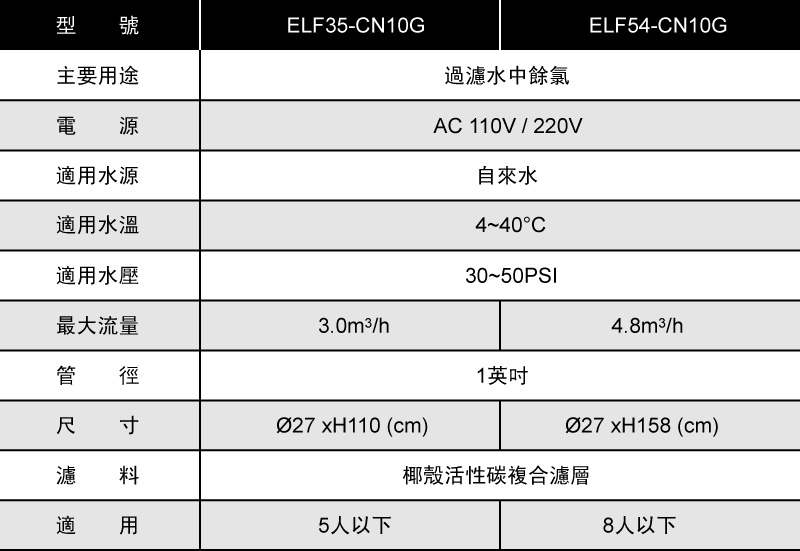 型　　號 ELF35-CN10G ELF54-CN10G
主要用途 過濾水中餘氯
電　　源 AC 110V / 220V
適用水源 自來水
適用水溫 4~40°C
適用水壓 30~50PSI
最大流量 3.0m³/h 4.8m³/h
管　　徑 1英吋
尺　　寸 Ø27 xH110 (cm) Ø27 xH158 (cm)
濾　　料 椰殼活性碳複合濾層
適　　用 5人以下 8人以下